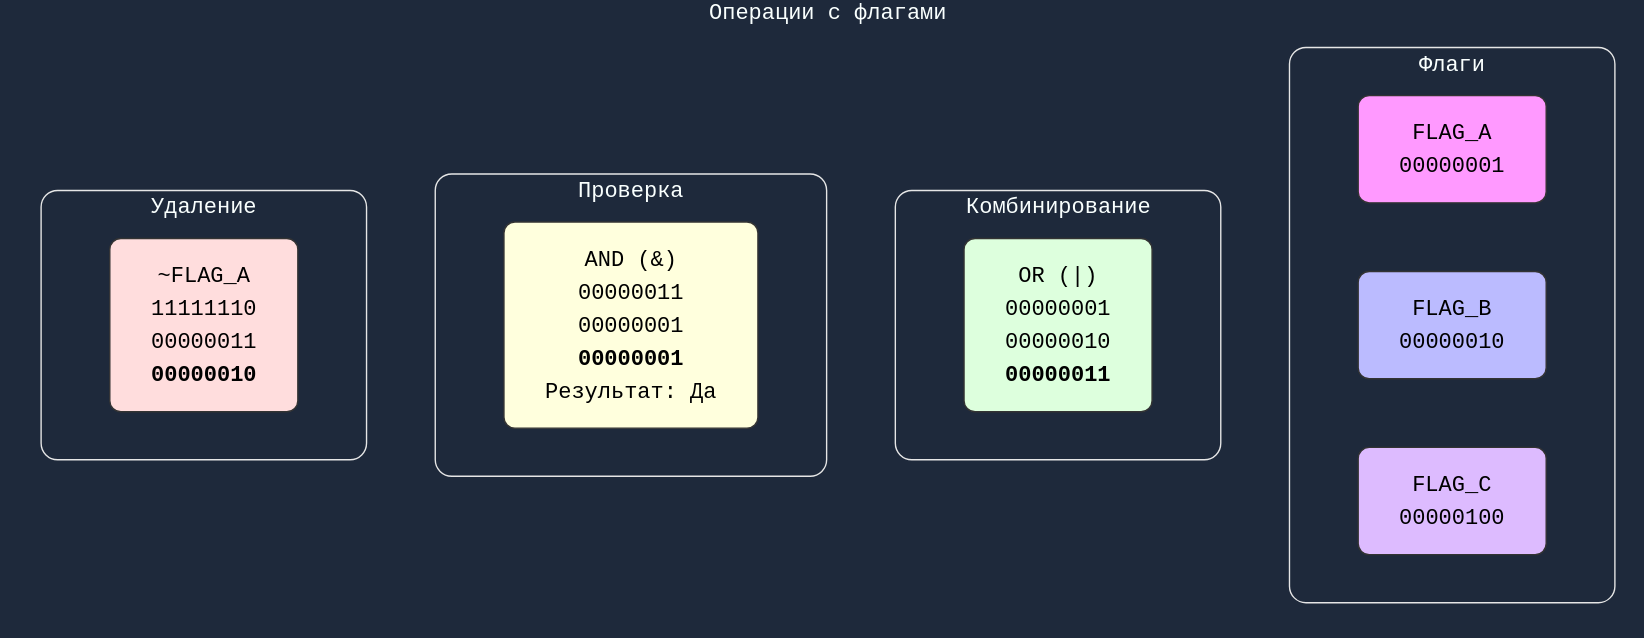 Операции с флагами
Удаление
~FLAG_A
11111110
00000011
00000010
Проверка
AND (&)
00000011
00000001
00000001
Результат: Да
Комбинирование
OR (|)
00000001
00000010
00000011
Флаги
FLAG_A
00000001
FLAG_B
00000010
FLAG_C
00000100